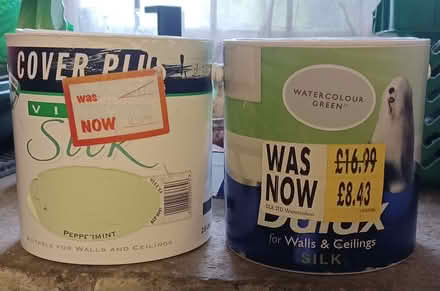 COVER PLU
Vi
Silk
was
NOW
PEPPERMINT
SUITABLE FOR WALLS AND CEILINGS
WATERCOLOUR
GREEN
WAS £16.99
NOW £8.43
Dulux
for Walls & Ceilings
SILK